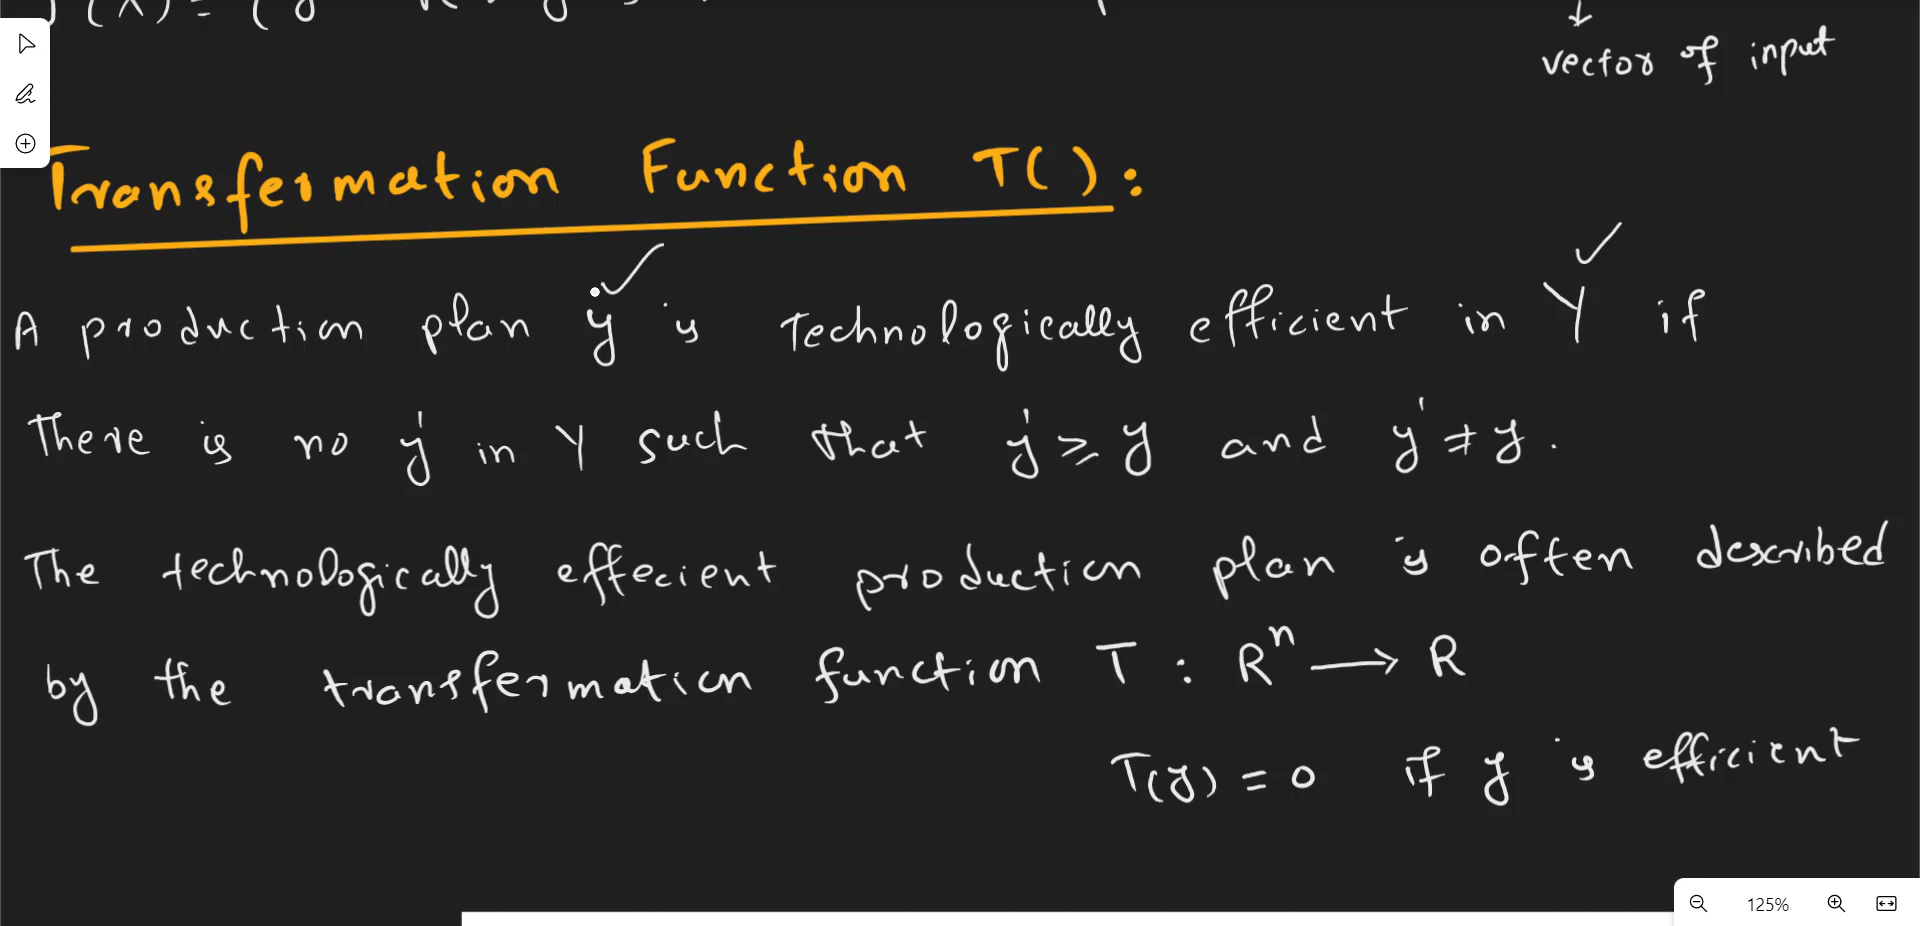 vector of input
Transformation Function T( ) :
A production plan y is Technologically efficient in Y if
There is no y' in Y such that y' ≥ y and y' ≠ y.
The technologically effecient production plan is often described
by the transformation function T : Rⁿ → R
T(y) = 0 if y is efficient
125%